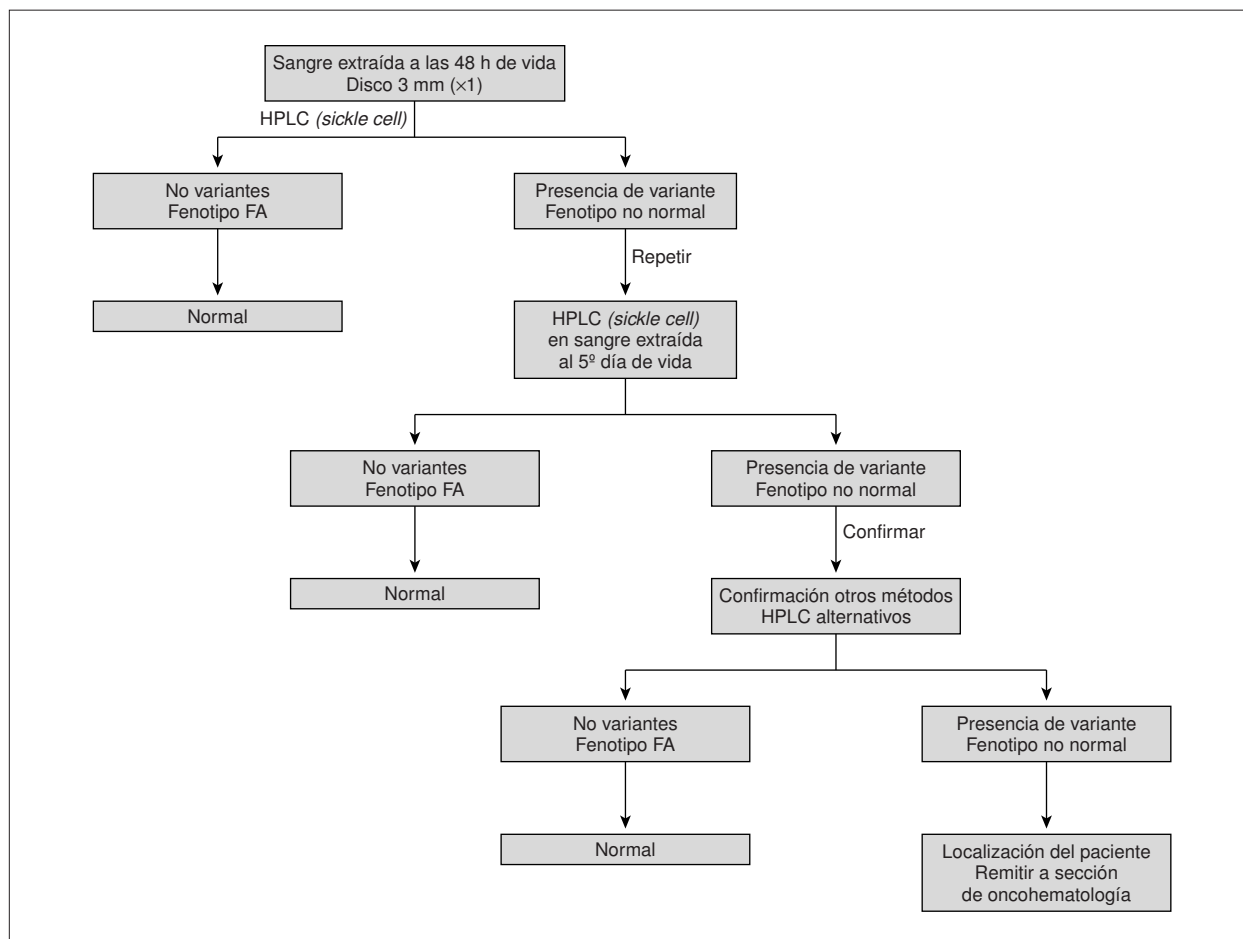 Sangre extraída a las 48 h de vida
Disco 3 mm (×1)
HPLC (sickle cell)
No variantes
Fenotipo FA
Presencia de variante
Fenotipo no normal
Repetir
Normal
HPLC (sickle cell)
en sangre extraída
al 5º día de vida
No variantes
Fenotipo FA
Presencia de variante
Fenotipo no normal
Confirmar
Normal
Confirmación otros métodos
HPLC alternativos
No variantes
Fenotipo FA
Presencia de variante
Fenotipo no normal
Normal
Localización del paciente
Remitir a sección
de oncohematología